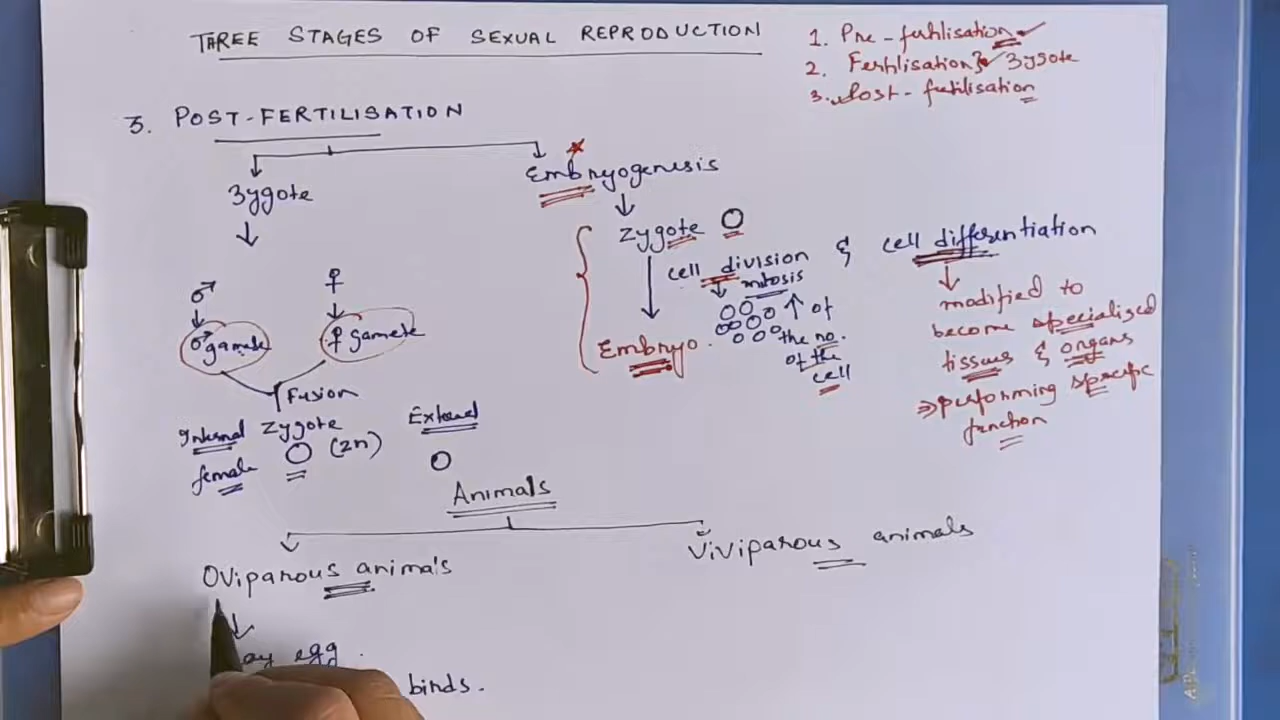 THREE STAGES OF SEXUAL REPRODUCTION
1. Pre-fertilisation ✓
2. Fertilisation} ✓ zygote
3. Post-fertilisation
3. POST-FERTILISATION
Zygote
Embryogenesis
Zygote
cell division & cell differentiation
mitosis
↑ of
the no.
of the
cell
Embryo.
modified to
become specialized
tissues & organs
⇒ performing specific
function
♂ ♀
♂ gamete ♀ gamete
Fusion
Internal Zygote External
female (2n)
Animals
Oviparous animals Viviparous animals
egg.
birds.